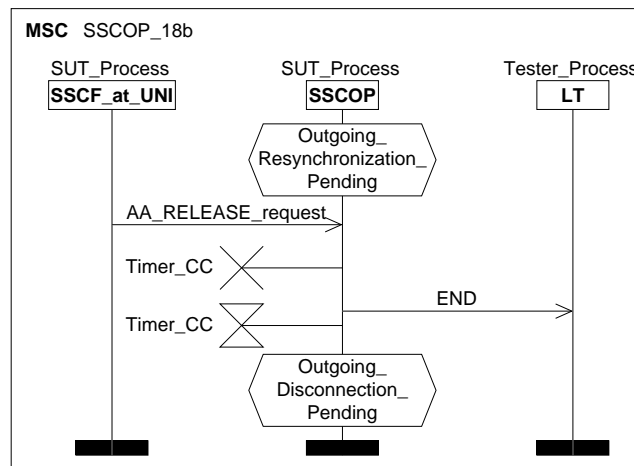 MSC SSCOP_18b
SUT_Process SUT_Process Tester_Process
SSCF_at_UNI SSCOP LT
Outgoing_
Resynchronization_
Pending
AA_RELEASE_request
Timer_CC
END
Timer_CC
Outgoing_
Disconnection_
Pending